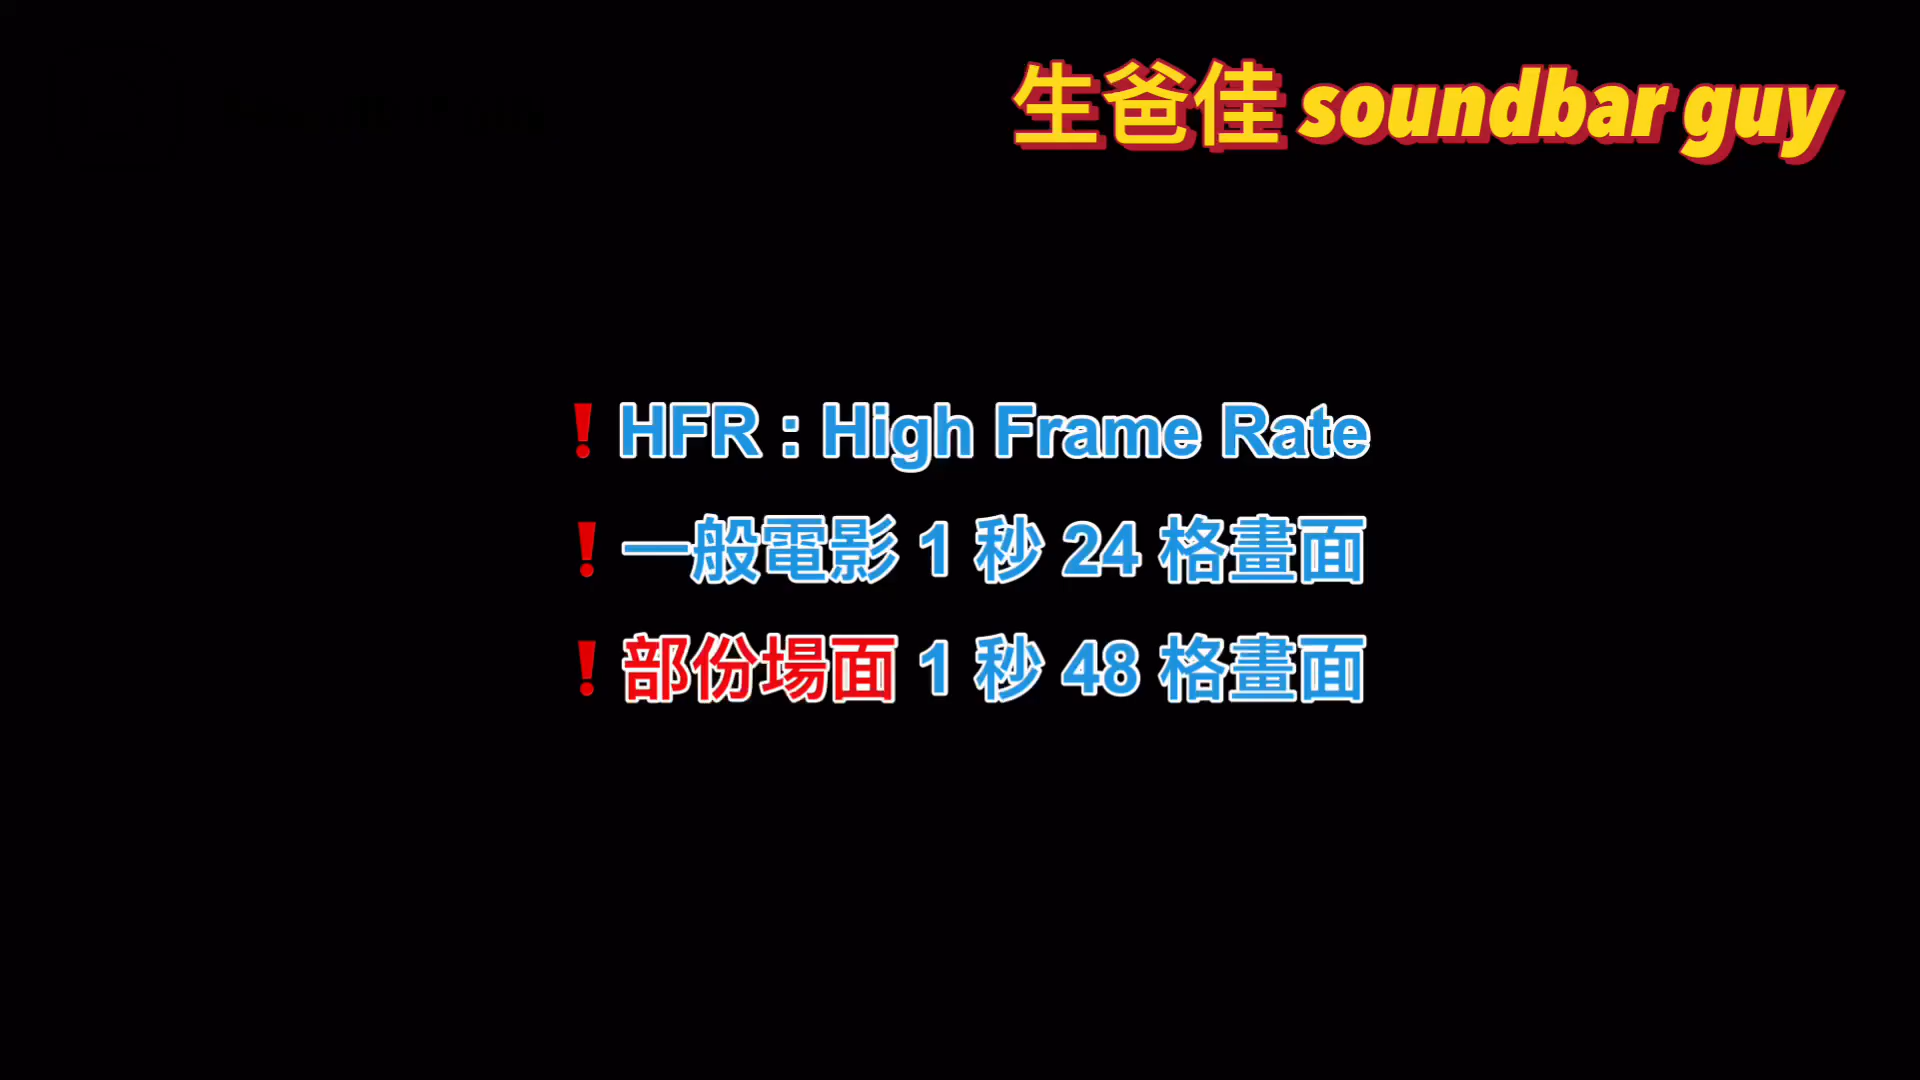 生爸佳 soundbar guy
❗HFR : High Frame Rate
❗一般電影 1 秒 24 格畫面
❗部份場面 1 秒 48 格畫面